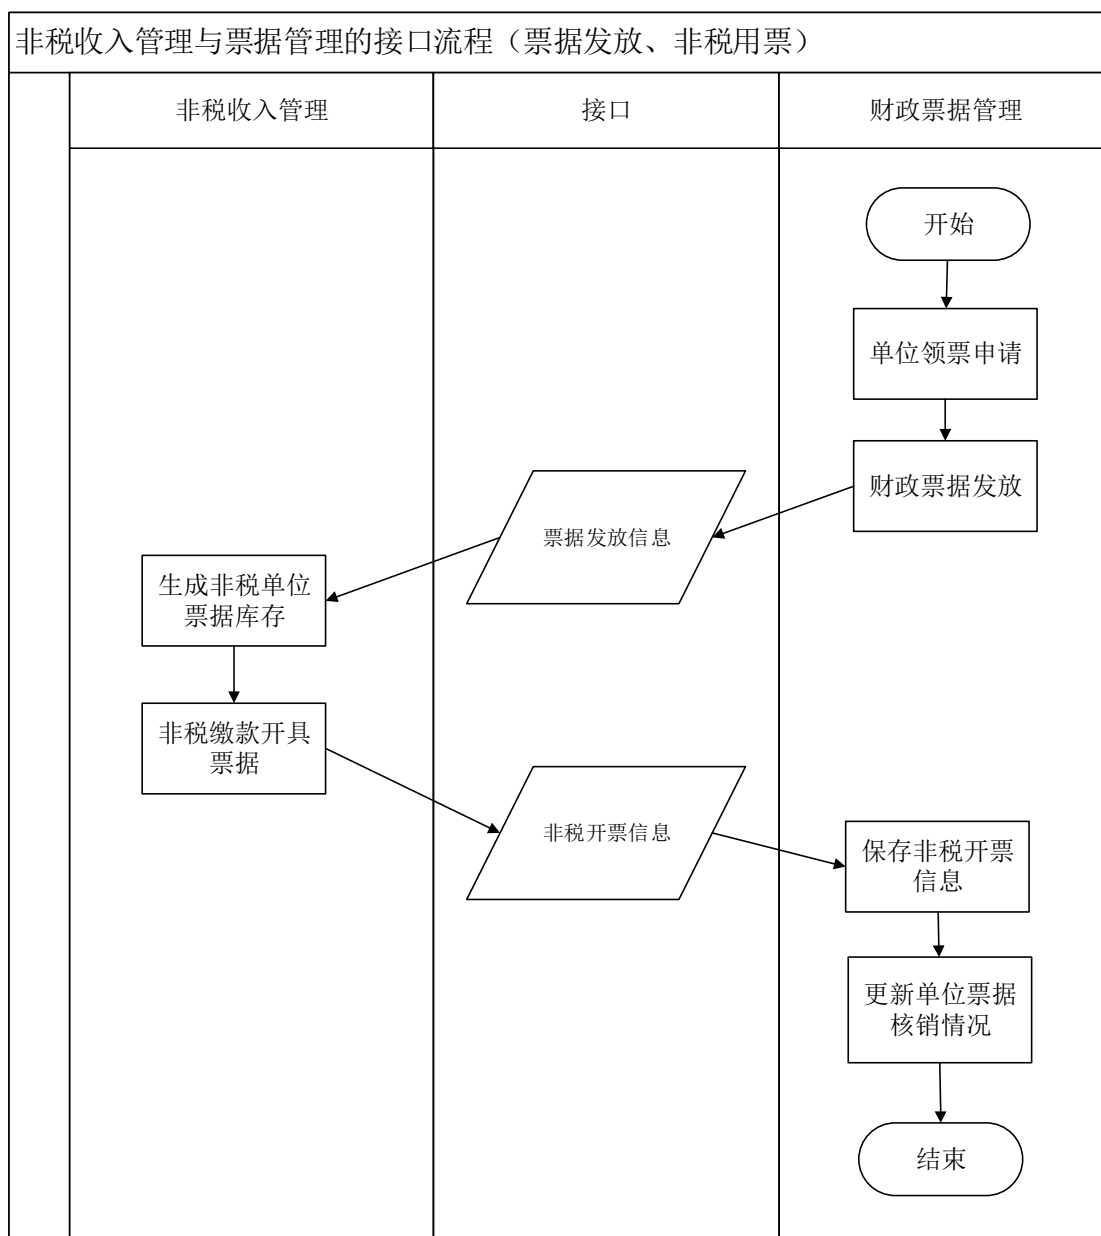 非税收入管理与票据管理的接口流程（票据发放、非税用票）
非税收入管理
接口
财政票据管理
开始
单位领票申请
财政票据发放
票据发放信息
生成非税单位
票据库存
非税缴款开具
票据
非税开票信息
保存非税开票
信息
更新单位票据
核销情况
结束